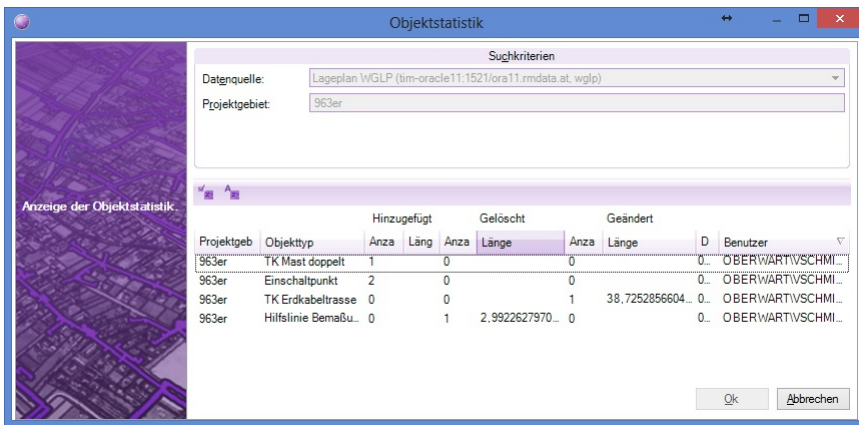 Objektstatistik
Suchkriterien
Datenquelle: Lageplan WGLP (tim-oracle11:1521/ora11.rmdata.at, wglp)
Projektgebiet: 963er
Anzeige der Objektstatistik.
Hinzugefügt Gelöscht Geändert
Projektgeb Objekttyp Anza Läng Anza Länge Anza Länge D Benutzer
963er TK Mast doppelt 1 0 0 0... OBERWART\VSCHMI...
963er Einschaltpunkt 2 0 0 0... OBERWART\VSCHMI...
963er TK Erdkabeltrasse 0 0 1 38,7252856604... 0... OBERWART\VSCHMI...
963er Hilfslinie Bemaßu... 0 1 2,9922627970... 0 0... OBERWART\VSCHMI...
Ok Abbrechen